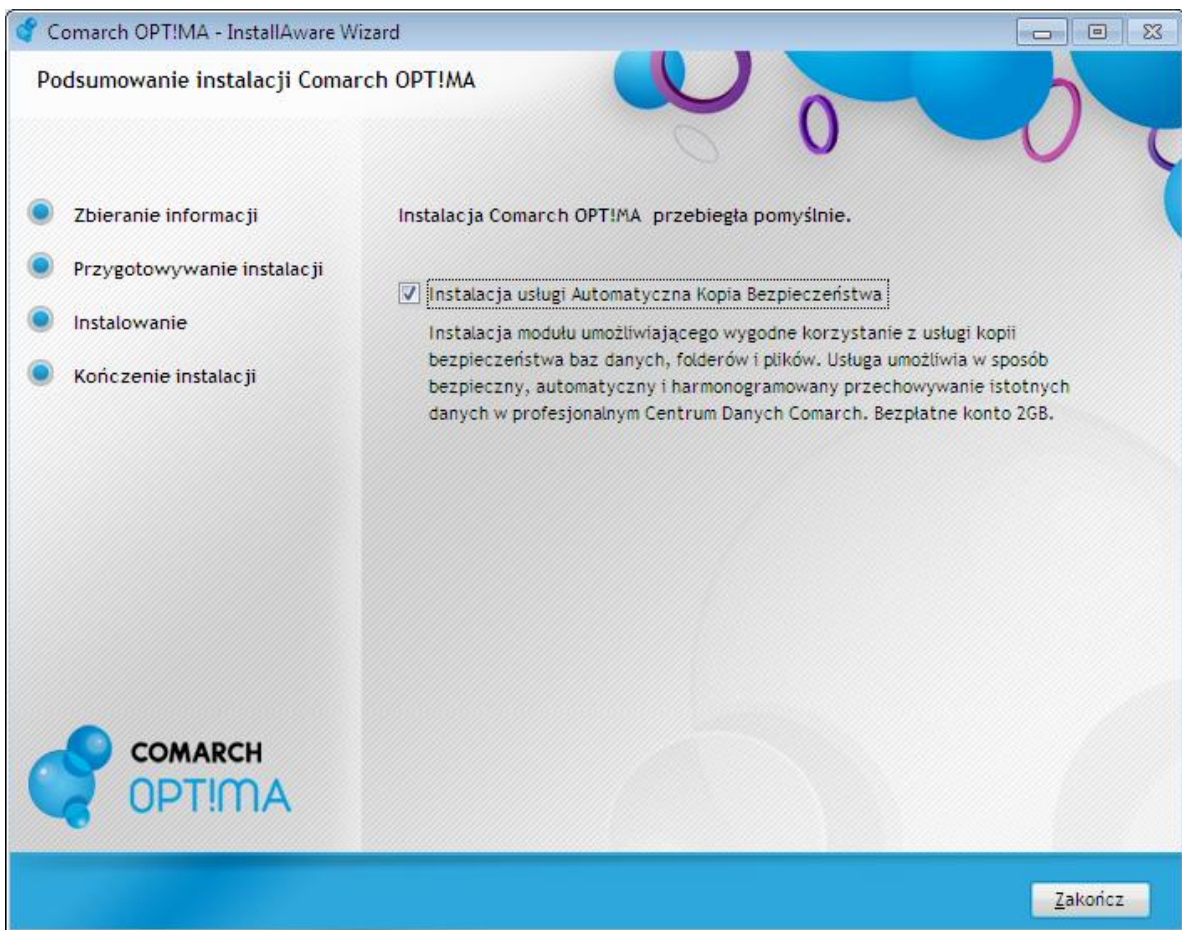 Comarch OPT!MA - InstallAware Wizard
Podsumowanie instalacji Comarch OPT!MA
Zbieranie informacji
Przygotowywanie instalacji
Instalowanie
Kończenie instalacji
Instalacja Comarch OPT!MA przebiegła pomyślnie.
Instalacja usługi Automatyczna Kopia Bezpieczeństwa
Instalacja modułu umożliwiającego wygodne korzystanie z usługi kopii
bezpieczeństwa baz danych, folderów i plików. Usługa umożliwia w sposób
bezpieczny, automatyczny i harmonogramowany przechowywanie istotnych
danych w profesjonalnym Centrum Danych Comarch. Bezpłatne konto 2GB.
COMARCH
OPT!MA
Zakończ